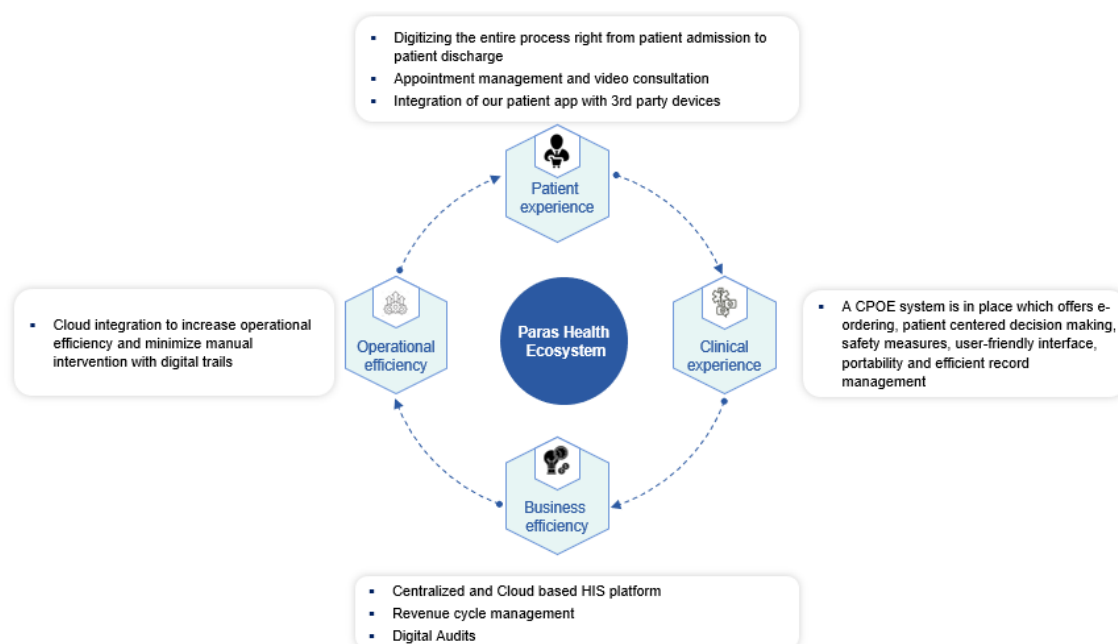 ▪ Digitizing the entire process right from patient admission to
patient discharge
▪ Appointment management and video consultation
▪ Integration of our patient app with 3rd party devices
Patient
experience
▪ Cloud integration to increase operational
efficiency and minimize manual
intervention with digital trails
Operational
efficiency
Paras Health
Ecosystem
Clinical
experience
▪ A CPOE system is in place which offers e-
ordering, patient centered decision making,
safety measures, user-friendly interface,
portability and efficient record
management
Business
efficiency
▪ Centralized and Cloud based HIS platform
▪ Revenue cycle management
▪ Digital Audits